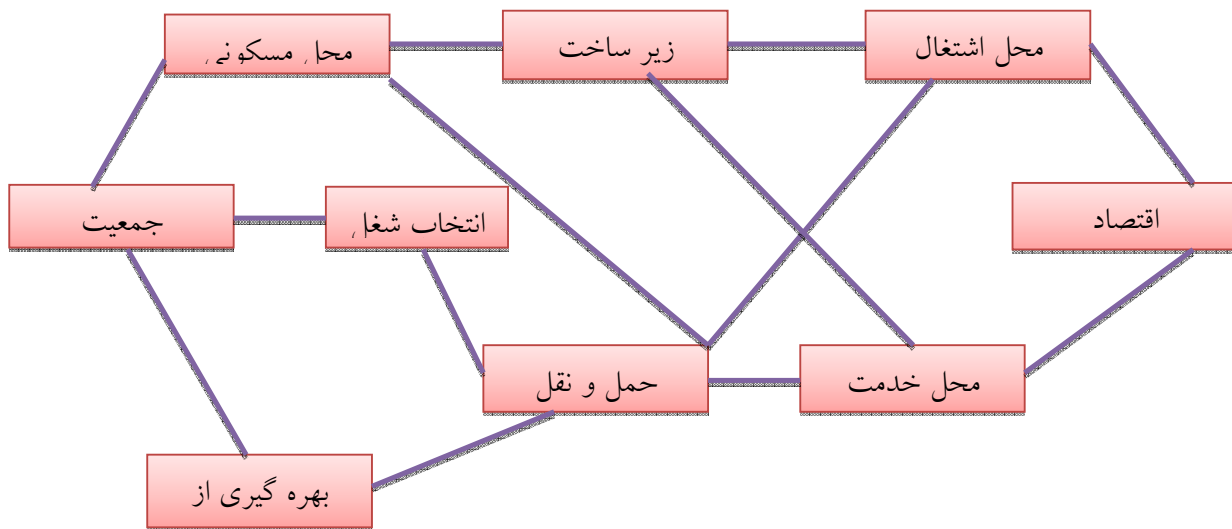 محل اشتغال
زیر ساخت
محل مسکونی
اقتصاد
انتخاب شغل
جمعیت
محل خدمت
حمل و نقل
بهره گیری از